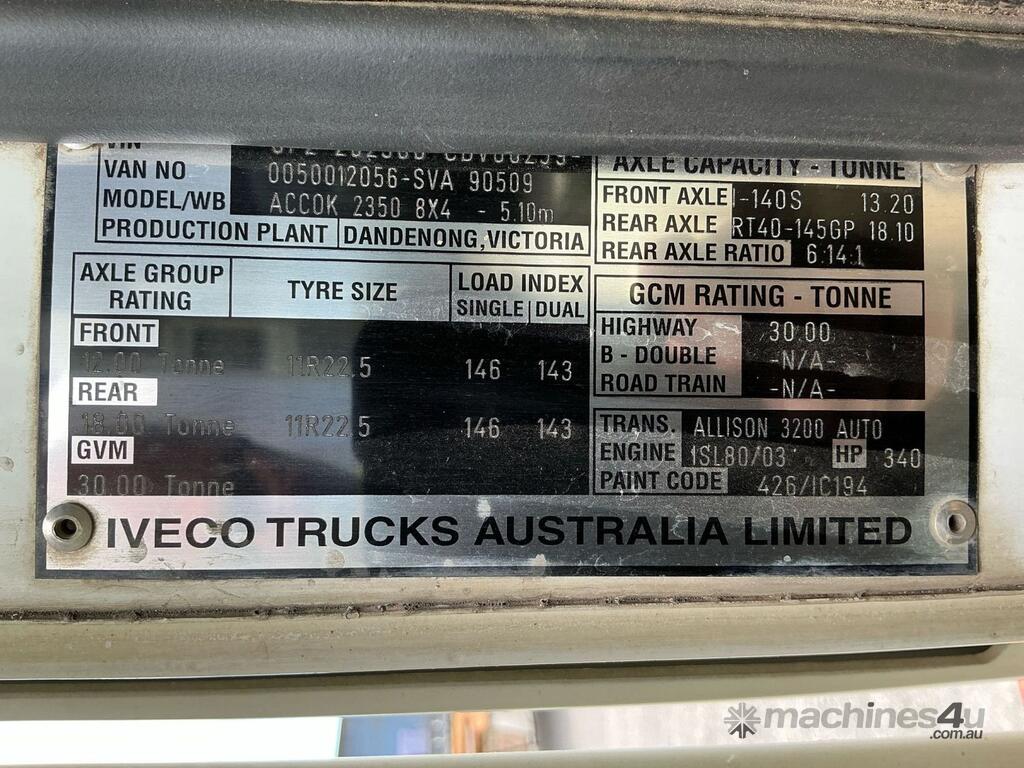 VIN
VAN NO 0050012056-SVA 90509
MODEL/WB ACCOK 2350 8X4 - 5.10m
PRODUCTION PLANT DANDENONG,VICTORIA
AXLE GROUP RATING TYRE SIZE LOAD INDEX
SINGLE DUAL
FRONT
12.00 Tonne 11R22.5 146 143
REAR
18.00 Tonne 11R22.5 146 143
GVM
30.00 Tonne
AXLE CAPACITY - TONNE
FRONT AXLE I-140S 13.20
REAR AXLE RT40-145GP 18.10
REAR AXLE RATIO 6.14:1
GCM RATING - TONNE
HIGHWAY 30.00
B - DOUBLE -N/A-
ROAD TRAIN -N/A-
TRANS. ALLISON 3200 AUTO
ENGINE ISL80/03 HP 340
PAINT CODE 426/IC194
IVECO TRUCKS AUSTRALIA LIMITED
machines4u
.com.au